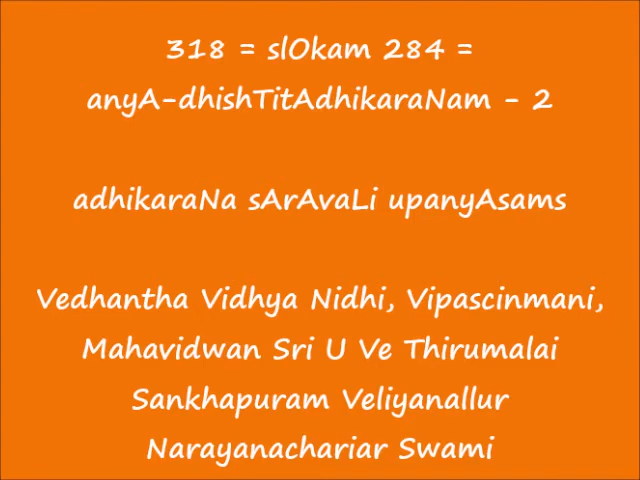 318 = slOkam 284 =
anyA-dhishTitAdhikaraNam - 2
adhikaraNa sArAvaLi upanyAsams
Vedhantha Vidhya Nidhi, Vipascinmani,
Mahavidwan Sri U Ve Thirumalai
Sankhapuram Veliyanallur
Narayanachariar Swami